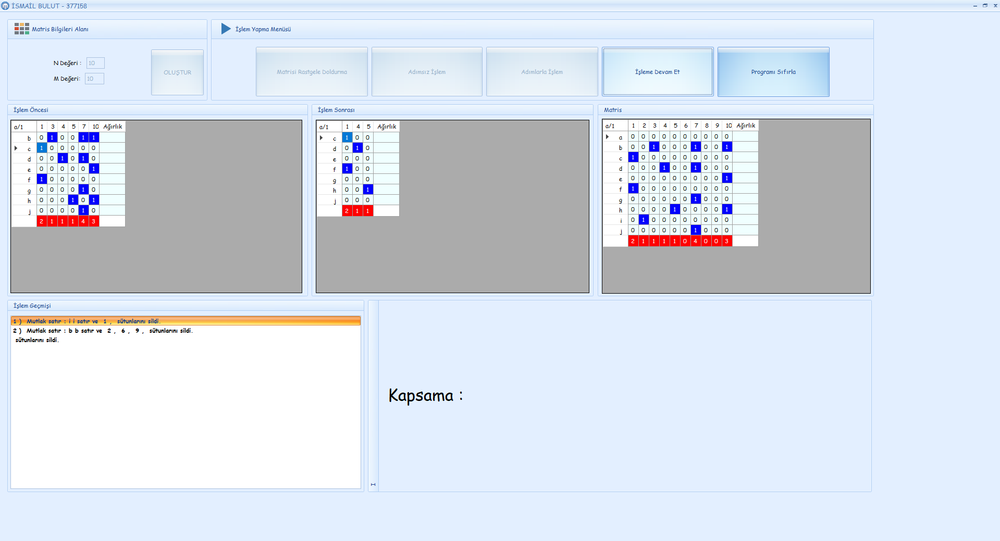 İSMAİL BULUT - 377158
Matris Bilgileri Alanı
N Değeri : 10
M Değeri: 10
OLUŞTUR
İşlem Yapma Menüsü
Matrisi Rastgele Doldurma
Adımsız İşlem
Adımlarla İşlem
İşleme Devam Et
Programı Sıfırla
İşlem Öncesi
a/1 1 3 4 5 7 10 Ağırlık
b 0 1 0 0 1 1
c 1 0 0 0 0 0
d 0 0 1 0 1 0
e 0 0 0 0 0 1
f 1 0 0 0 0 0
g 0 0 0 0 1 0
h 0 0 0 1 0 1
j 0 0 0 0 1 0
2 1 1 1 4 3
İşlem Sonrası
a/1 1 4 5 Ağırlık
c 1 0 0
d 0 1 0
e 0 0 0
f 1 0 0
g 0 0 0
h 0 0 1
j 0 0 0
2 1 1
Matris
a/1 1 2 3 4 5 6 7 8 9 10 Ağırlık
a 0 0 0 0 0 0 0 0 0 0
b 0 0 1 0 0 0 1 0 0 1
c 1 0 0 0 0 0 0 0 0 0
d 0 0 0 1 0 0 1 0 0 0
e 0 0 0 0 0 0 0 0 0 1
f 1 0 0 0 0 0 0 0 0 0
g 0 0 0 0 0 0 1 0 0 0
h 0 0 0 0 1 0 0 0 0 1
i 0 1 0 0 0 0 0 0 0 0
j 0 0 0 0 0 0 1 0 0 0
2 1 1 1 1 0 4 0 0 3
İşlem Geçmişi
1 ) Mutlak satır : i i satır ve 1 , sütunlarını sildi.
2 ) Mutlak satır : b b satır ve 2 , 6 , 9 , sütunlarını sildi.
sütunlarını sildi.
Kapsama :